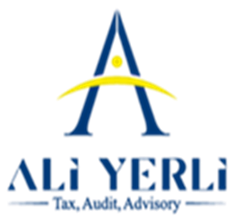 ALİ YERLİ
Tax, Audit, Advisory